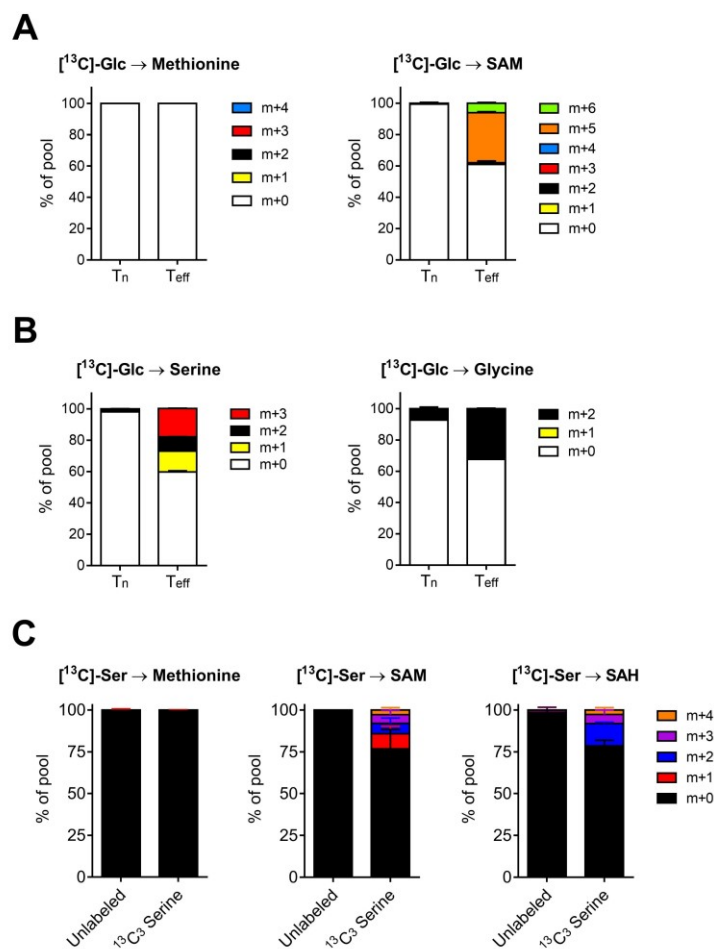 A
[¹³C]-Glc → Methionine
% of pool
100
80
60
40
20
0
Tn
Teff
m+4
m+3
m+2
m+1
m+0
[¹³C]-Glc → SAM
% of pool
100
80
60
40
20
0
Tn
Teff
m+6
m+5
m+4
m+3
m+2
m+1
m+0
B
[¹³C]-Glc → Serine
% of pool
100
80
60
40
20
0
Tn
Teff
m+3
m+2
m+1
m+0
[¹³C]-Glc → Glycine
% of pool
100
80
60
40
20
0
Tn
Teff
m+2
m+1
m+0
C
[¹³C]-Ser → Methionine
% of pool
100
75
50
25
0
Unlabeled
¹³C₃ Serine
[¹³C]-Ser → SAM
% of pool
100
75
50
25
0
Unlabeled
¹³C₃ Serine
[¹³C]-Ser → SAH
% of pool
100
75
50
25
0
Unlabeled
¹³C₃ Serine
m+4
m+3
m+2
m+1
m+0